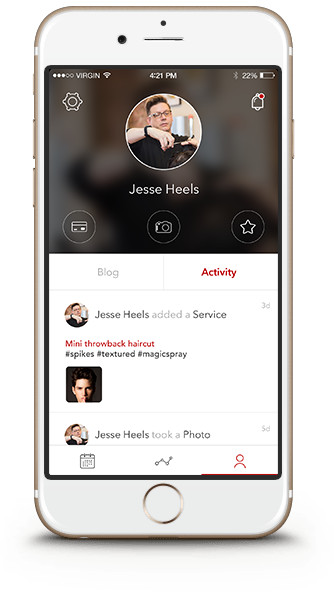 VIRGIN 4:21 PM 22%
Jesse Heels
Blog Activity
Jesse Heels added a Service 3d
Mini throwback haircut
#spikes #textured #magicspray
Jesse Heels took a Photo 5d